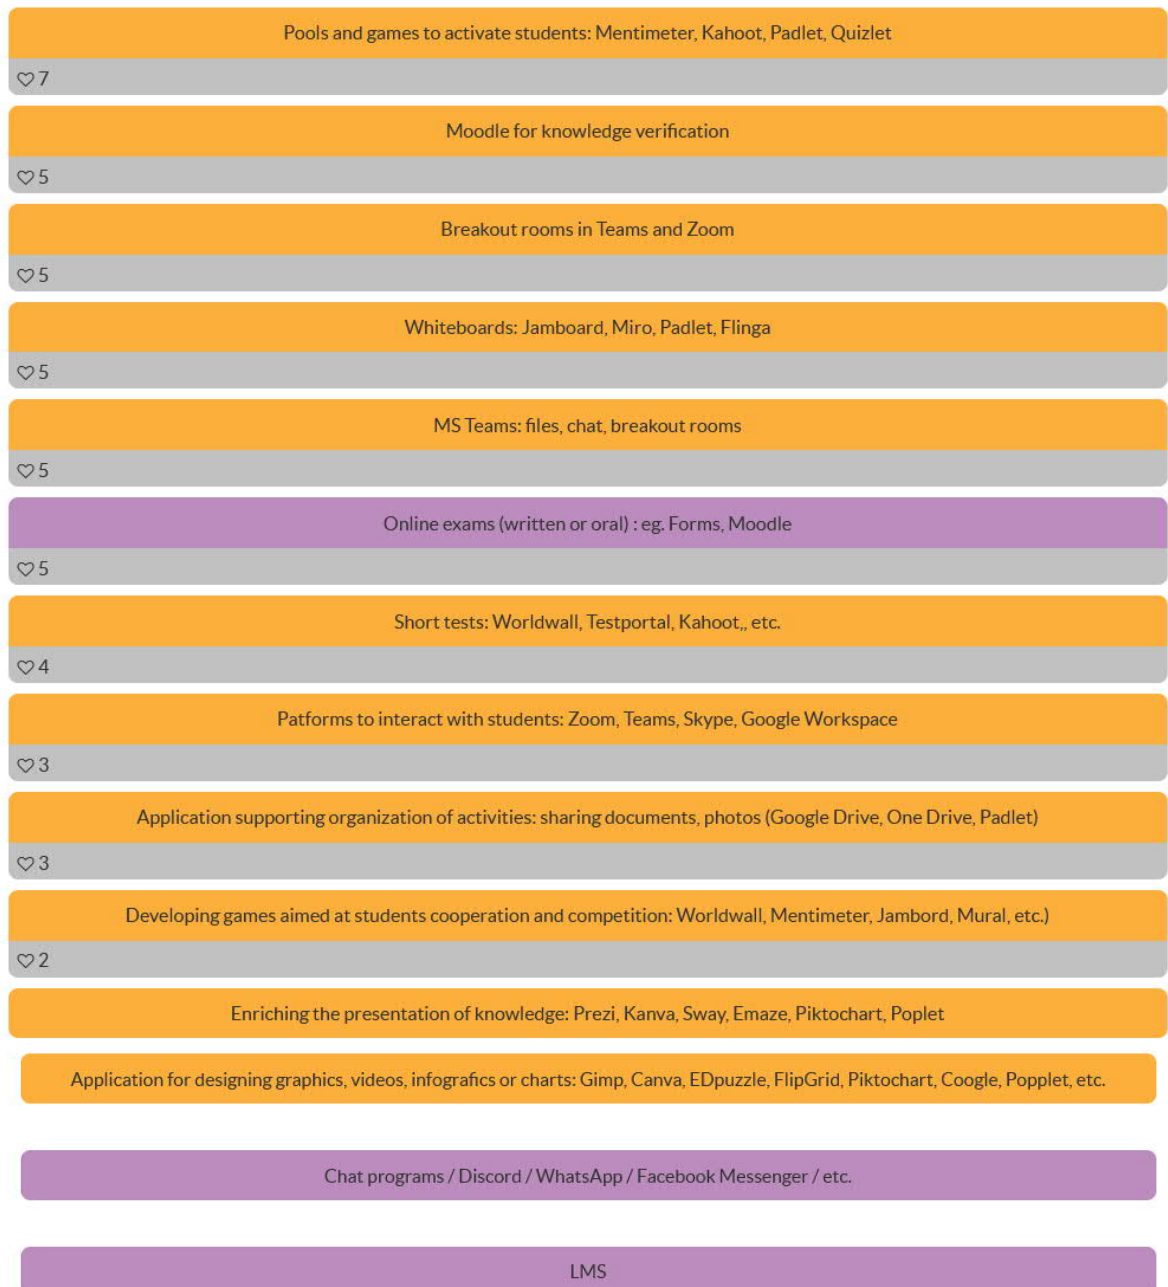 Pools and games to activate students: Mentimeter, Kahoot, Padlet, Quizlet
♡ 7
Moodle for knowledge verification
♡ 5
Breakout rooms in Teams and Zoom
♡ 5
Whiteboards: Jamboard, Miro, Padlet, Flinga
♡ 5
MS Teams: files, chat, breakout rooms
♡ 5
Online exams (written or oral) : eg. Forms, Moodle
♡ 5
Short tests: Worldwall, Testportal, Kahoot,, etc.
♡ 4
Patforms to interact with students: Zoom, Teams, Skype, Google Workspace
♡ 3
Application supporting organization of activities: sharing documents, photos (Google Drive, One Drive, Padlet)
♡ 3
Developing games aimed at students cooperation and competition: Worldwall, Mentimeter, Jambord, Mural, etc.)
♡ 2
Enriching the presentation of knowledge: Prezi, Kanva, Sway, Emaze, Piktochart, Poplet
Application for designing graphics, videos, infografics or charts: Gimp, Canva, EDpuzzle, FlipGrid, Piktochart, Coogle, Popplet, etc.
Chat programs / Discord / WhatsApp / Facebook Messenger / etc.
LMS